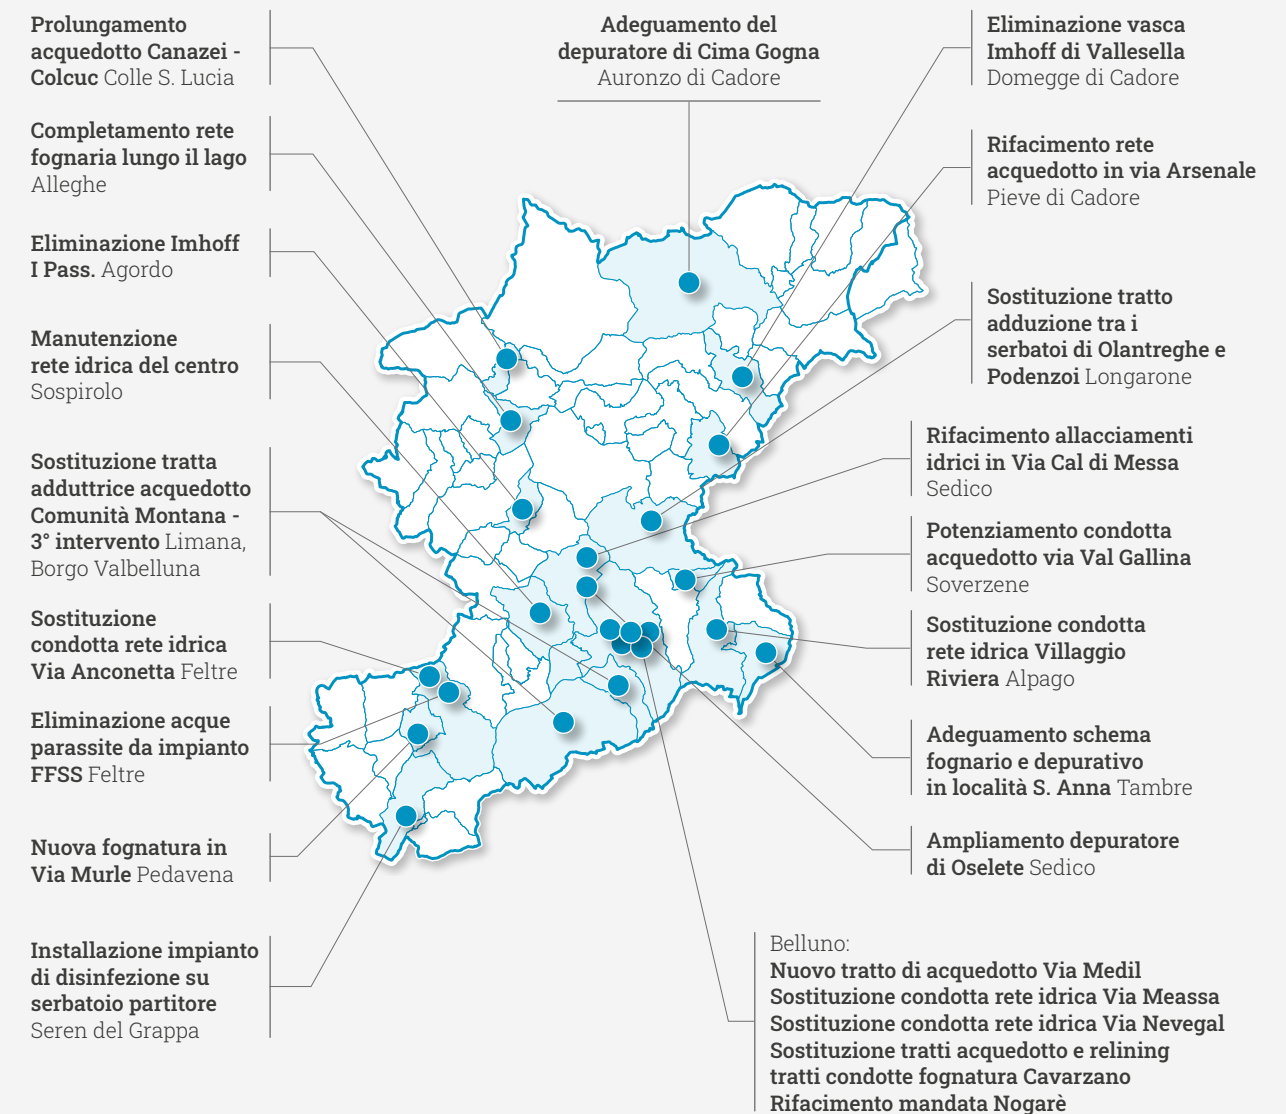 Prolungamento
acquedotto Canazei -
Colcuc Colle S. Lucia
Completamento rete
fognaria lungo il lago
Alleghe
Eliminazione Imhoff
I Pass. Agordo
Manutenzione
rete idrica del centro
Sospirolo
Sostituzione tratta
adduttrice acquedotto
Comunità Montana -
3° intervento Limana,
Borgo Valbelluna
Sostituzione
condotta rete idrica
Via Anconetta Feltre
Eliminazione acque
parassite da impianto
FFSS Feltre
Nuova fognatura in
Via Murle Pedavena
Installazione impianto
di disinfezione su
serbatoio partitore
Seren del Grappa
Adeguamento del
depuratore di Cima Gogna
Auronzo di Cadore
Eliminazione vasca
Imhoff di Vallesella
Domegge di Cadore
Rifacimento rete
acquedotto in via Arsenale
Pieve di Cadore
Sostituzione tratto
adduzione tra i
serbatoi di Olantreghe e
Podenzoi Longarone
Rifacimento allacciamenti
idrici in Via Cal di Messa
Sedico
Potenziamento condotta
acquedotto via Val Gallina
Soverzene
Sostituzione condotta
rete idrica Villaggio
Riviera Alpago
Adeguamento schema
fognario e depurativo
in località S. Anna Tambre
Ampliamento depuratore
di Oselete Sedico
Belluno:
Nuovo tratto di acquedotto Via Medil
Sostituzione condotta rete idrica Via Meassa
Sostituzione condotta rete idrica Via Nevegal
Sostituzione tratti acquedotto e relining
tratti condotte fognatura Cavarzano
Rifacimento mandata Nogarè